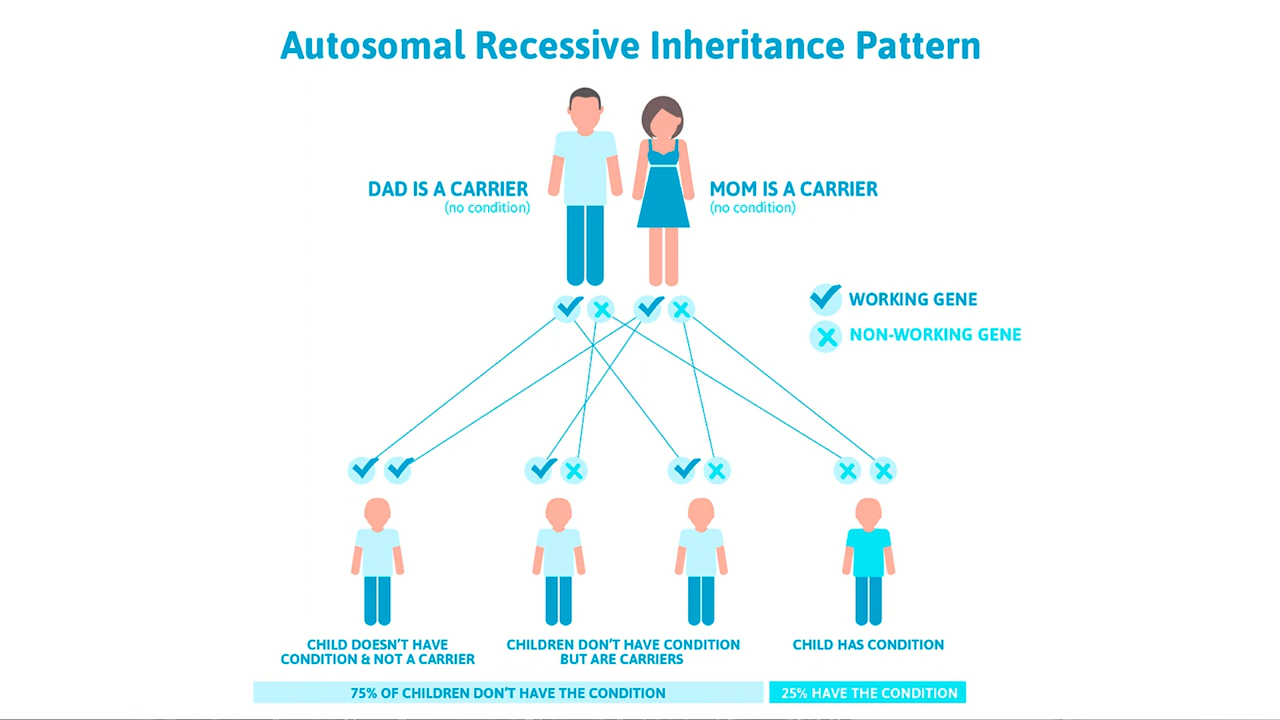 Autosomal Recessive Inheritance Pattern
DAD IS A CARRIER
(no condition)
MOM IS A CARRIER
(no condition)
WORKING GENE
NON-WORKING GENE
CHILD DOESN'T HAVE
CONDITION & NOT A CARRIER
CHILDREN DON'T HAVE CONDITION
BUT ARE CARRIERS
CHILD HAS CONDITION
75% OF CHILDREN DON'T HAVE THE CONDITION
25% HAVE THE CONDITION